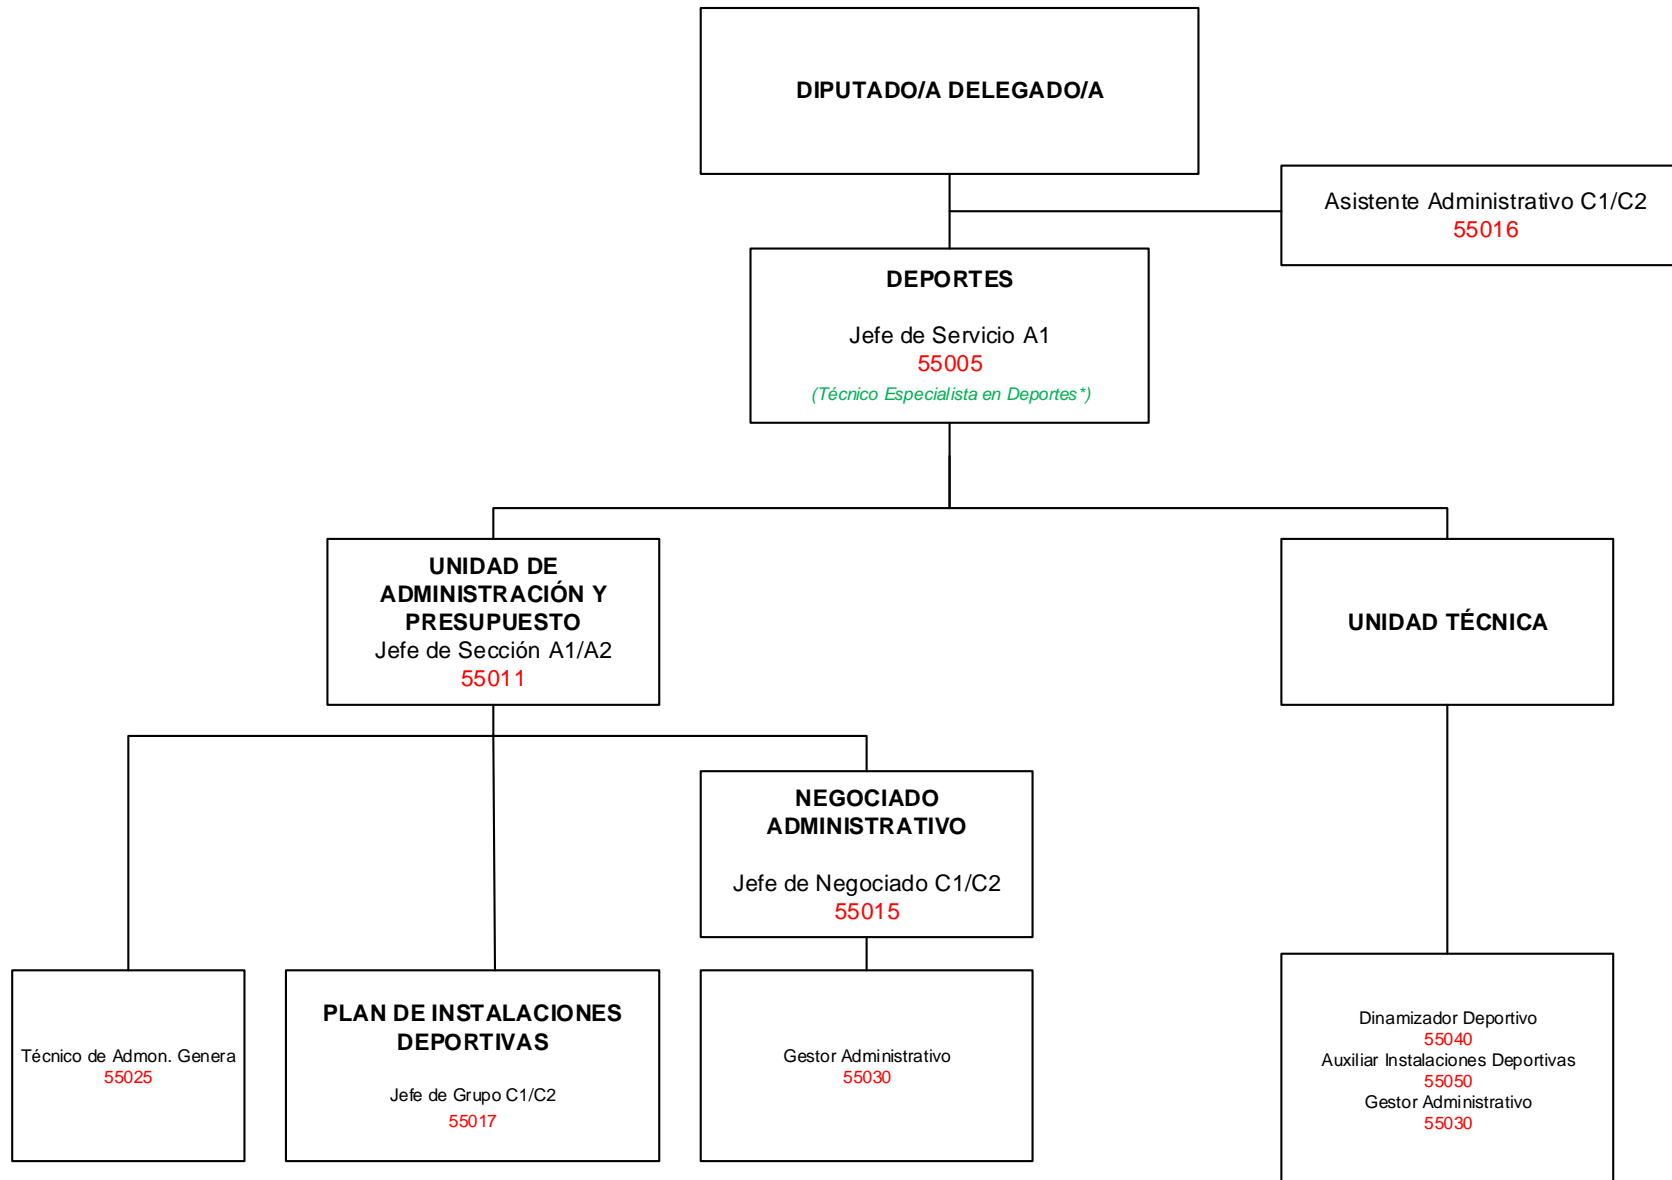 DIPUTADO/A DELEGADO/A
Asistente Administrativo C1/C2
55016
DEPORTES
Jefe de Servicio A1
55005
(Técnico Especialista en Deportes*)
UNIDAD DE
ADMINISTRACIÓN Y
PRESUPUESTO
Jefe de Sección A1/A2
55011
UNIDAD TÉCNICA
NEGOCIADO
ADMINISTRATIVO
Jefe de Negociado C1/C2
55015
Técnico de Admon. Genera
55025
PLAN DE INSTALACIONES
DEPORTIVAS
Jefe de Grupo C1/C2
55017
Gestor Administrativo
55030
Dinamizador Deportivo
55040
Auxiliar Instalaciones Deportivas
55050
Gestor Administrativo
55030